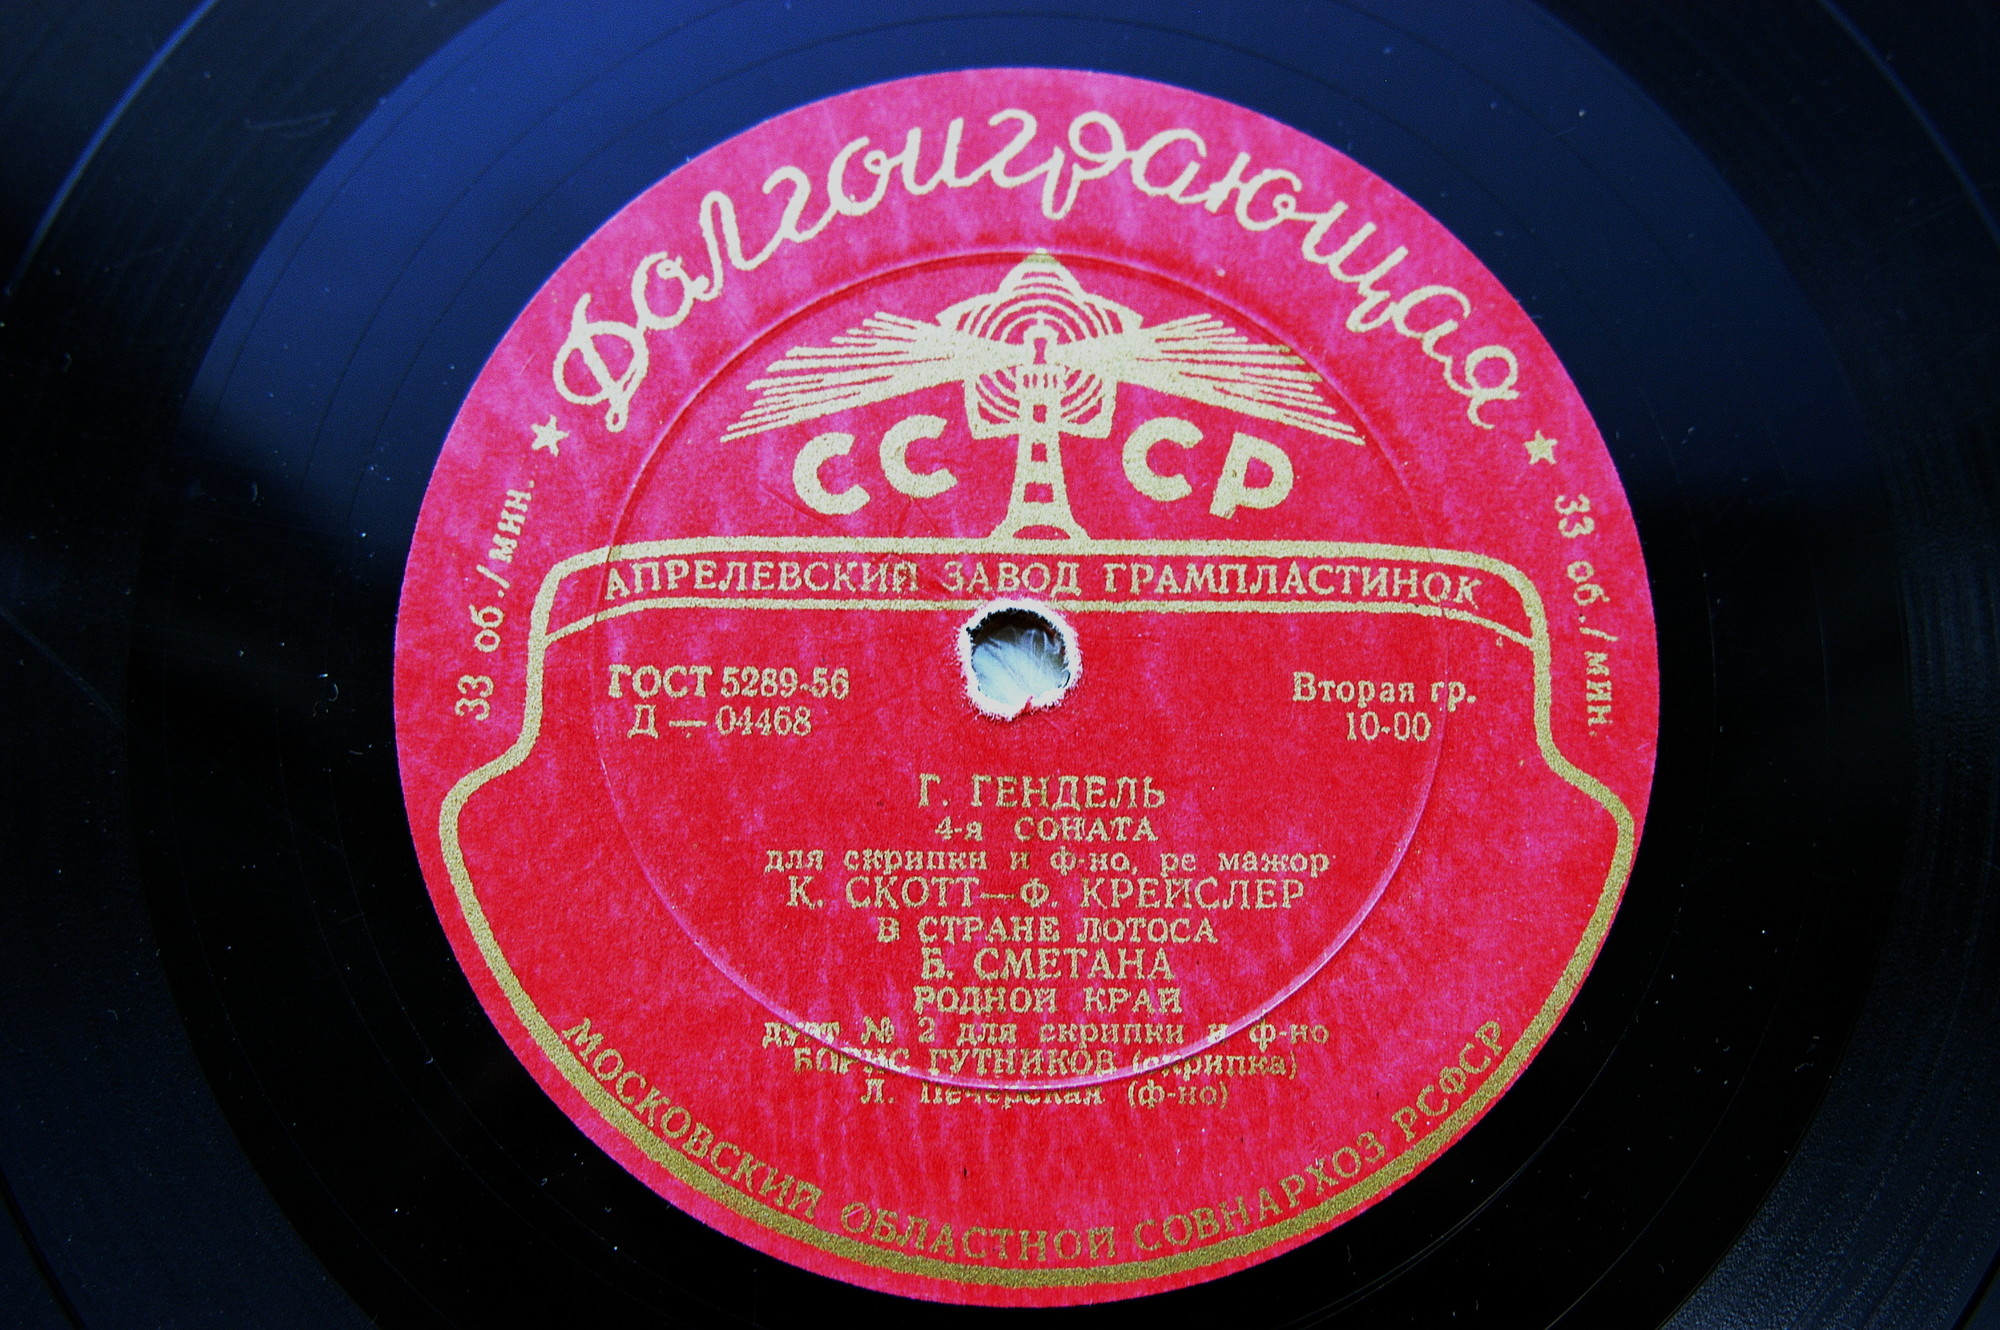 Долгоиграющая
33 об./мин.
33 об./мин.
СССР
АПРЕЛЕВСКИЙ ЗАВОД ГРАМПЛАСТИНОК
ГОСТ 5289-56
Д — 04468
Вторая гр.
10-00
Г. ГЕНДЕЛЬ
4-я СОНАТА
для скрипки и ф-но, ре мажор
К. СКОТТ—Ф. КРЕЙСЛЕР
В СТРАНЕ ЛОТОСА
Б. СМЕТАНА
РОДНОЙ КРАЙ
дуэт № 2 для скрипки и ф-но
БОРИС ГУТНИКОВ (скрипка)
Л. Печерская (ф-но)
МОСКОВСКИЙ ОБЛАСТНОЙ СОВНАРХОЗ РСФСР